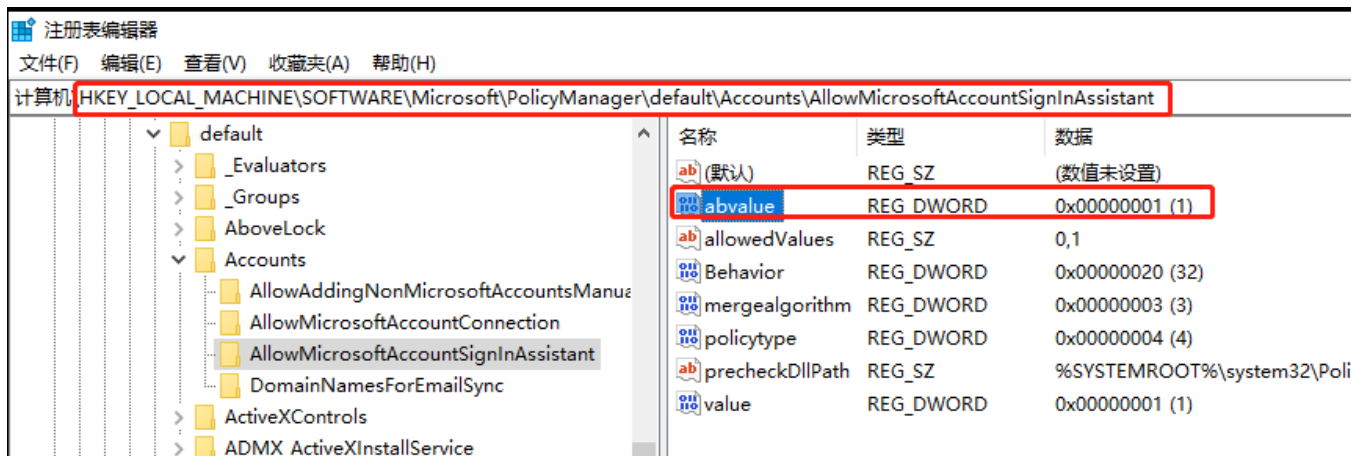 注册表编辑器
文件(F) 编辑(E) 查看(V) 收藏夹(A) 帮助(H)
计算机\HKEY_LOCAL_MACHINE\SOFTWARE\Microsoft\PolicyManager\default\Accounts\AllowMicrosoftAccountSignInAssistant
default
_Evaluators
_Groups
AboveLock
Accounts
AllowAddingNonMicrosoftAccountsManua
AllowMicrosoftAccountConnection
AllowMicrosoftAccountSignInAssistant
DomainNamesForEmailSync
ActiveXControls
ADMX_ActiveXInstallService
名称 类型 数据
(默认) REG_SZ (数值未设置)
abvalue REG_DWORD 0x00000001 (1)
allowedValues REG_SZ 0,1
Behavior REG_DWORD 0x00000020 (32)
mergealgorithm REG_DWORD 0x00000003 (3)
policytype REG_DWORD 0x00000004 (4)
precheckDllPath REG_SZ %SYSTEMROOT%\system32\Poli
value REG_DWORD 0x00000001 (1)